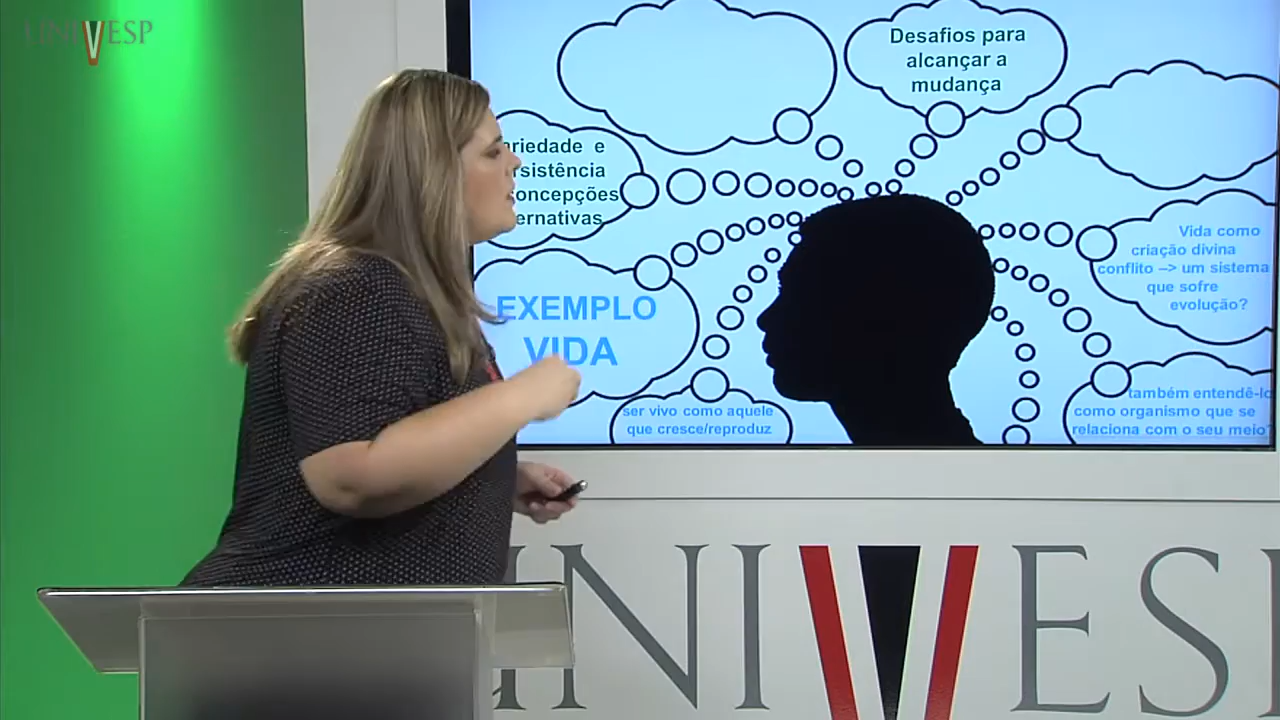 UNIVESP
Desafios para
alcançar a
mudança
riedade e
rsistência
concepções
ernativas
EXEMPLO
VIDA
ser vivo como aquele
que cresce/reproduz
Vida como
criação divina
conflito --> um sistema
que sofre
evolução?
também entendê-lo
como organismo que se
relaciona com o seu meio?
UNIVES